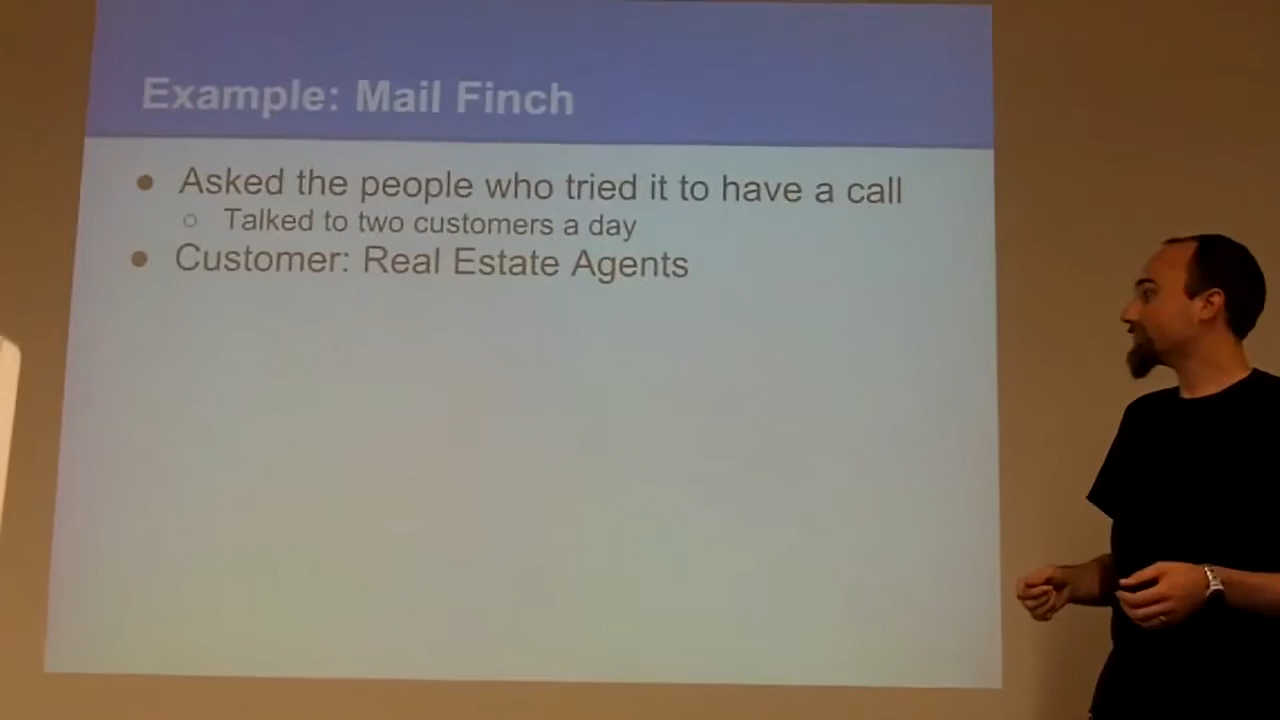 Example: Mail Finch
● Asked the people who tried it to have a call
○ Talked to two customers a day
● Customer: Real Estate Agents